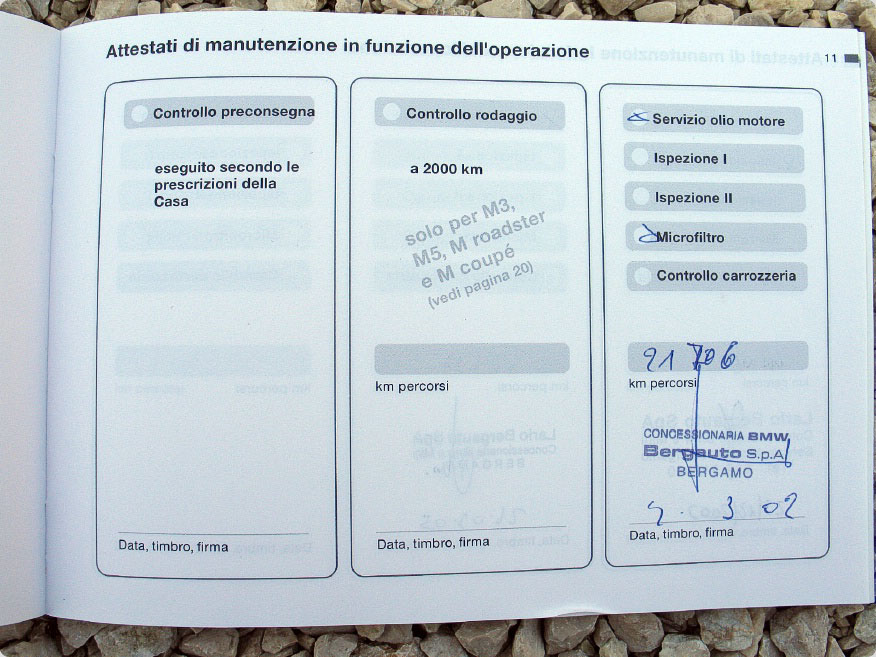 Attestati di manutenzione in funzione dell'operazione
11
Controllo preconsegna
eseguito secondo le
prescrizioni della
Casa
Data, timbro, firma
Controllo rodaggio
a 2000 km
solo per M3,
M5, M roadster
e M coupé
(vedi pagina 20)
km percorsi
Data, timbro, firma
Servizio olio motore
Ispezione I
Ispezione II
Microfiltro
Controllo carrozzeria
km percorsi
CONCESSIONARIA BMW
Bergauto S.p.A.
BERGAMO
3 02
Data, timbro, firma